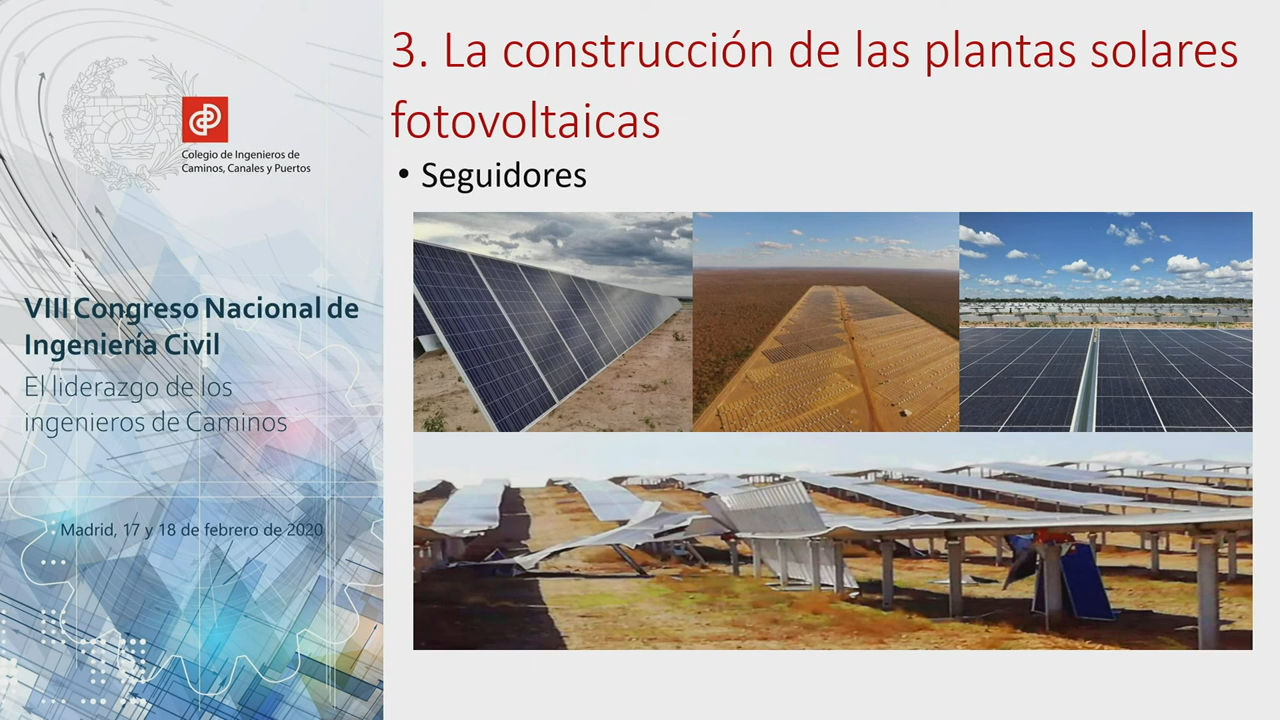 Colegio de Ingenieros de
Caminos, Canales y Puertos
VIII Congreso Nacional de
Ingeniería Civil
El liderazgo de los
ingenieros de Caminos
Madrid, 17 y 18 de febrero de 2020
3. La construcción de las plantas solares
fotovoltaicas
• Seguidores